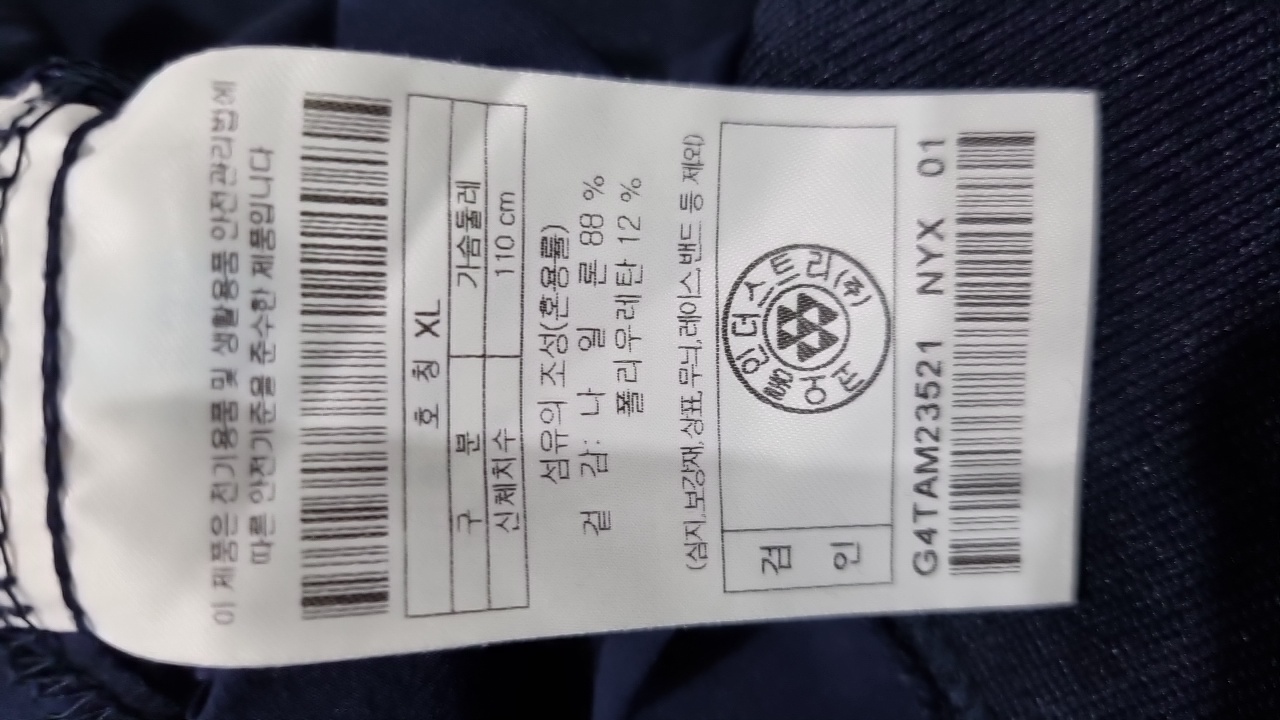 이 제품은 전기용품 및 생활용품 안전관리법에
따른 안전기준을 준수한 제품입니다
호 칭 XL
구 분 가슴둘레
신체치수 110 cm
섬유의 조성(혼용률)
겉 감: 나 일 론 88 %
폴리우레탄 12 %
(심지,보강재,상표,무늬,레이스밴드 등 제외)
검
인
인더스트리(주)
G4TAM23521 NYX 01